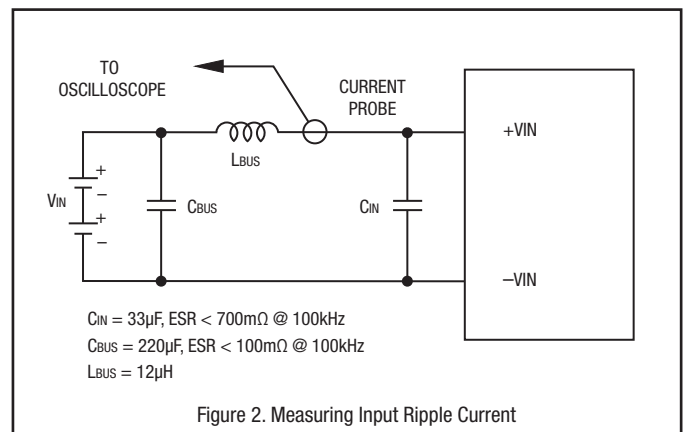 TO
OSCILLOSCOPE
CURRENT
PROBE
+VIN
LBUS
VIN
+
−
+
−
CBUS
CIN
−VIN
CIN = 33µF, ESR < 700mΩ @ 100kHz
CBUS = 220µF, ESR < 100mΩ @ 100kHz
LBUS = 12µH
Figure 2. Measuring Input Ripple Current